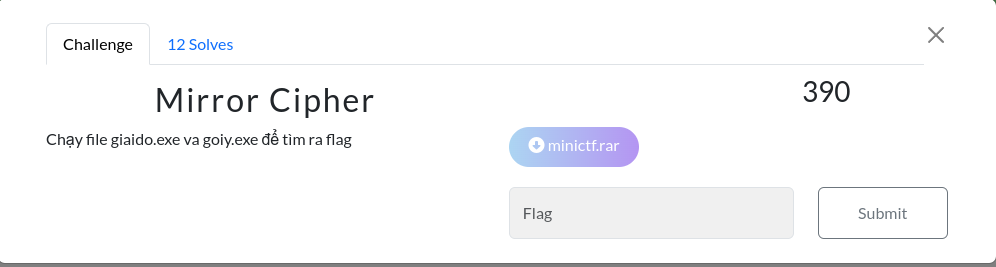 Challenge
12 Solves
Mirror Cipher
390
Chạy file giaido.exe va goiy.exe để tìm ra flag
minictf.rar
Flag
Submit